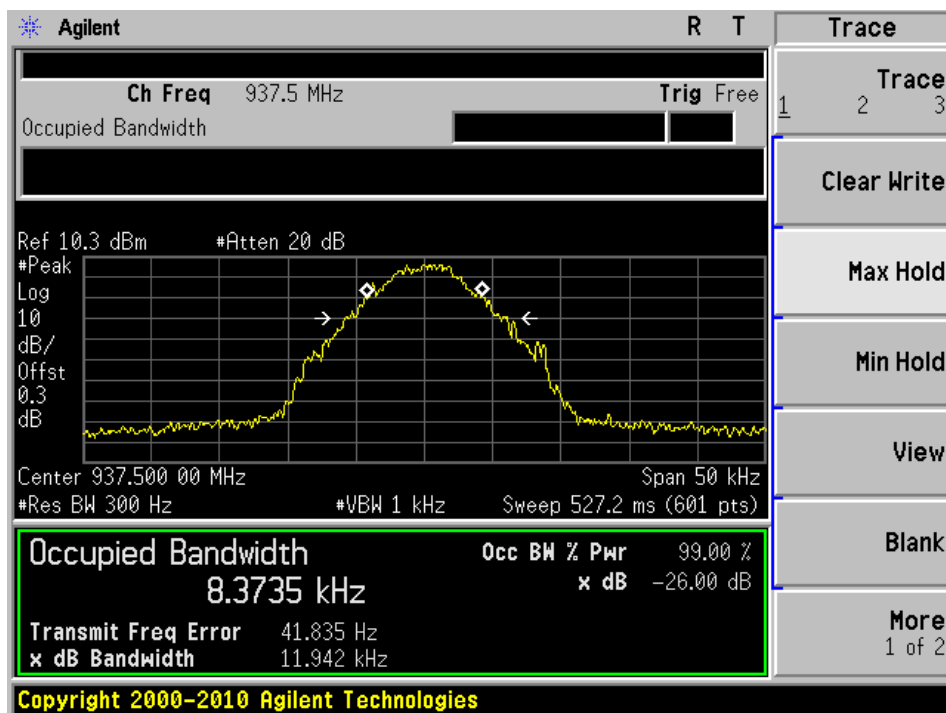 Agilent R T
Ch Freq 937.5 MHz Trig Free
Occupied Bandwidth
Ref 10.3 dBm #Atten 20 dB
#Peak
Log
10
dB/
Offst
0.3
dB
Center 937.500 00 MHz Span 50 kHz
#Res BW 300 Hz #VBW 1 kHz Sweep 527.2 ms (601 pts)
Occupied Bandwidth
8.3735 kHz
Occ BW % Pwr 99.00 %
x dB -26.00 dB
Transmit Freq Error 41.835 Hz
x dB Bandwidth 11.942 kHz
Copyright 2000-2010 Agilent Technologies
Trace
Trace
1 2 3
Clear Write
Max Hold
Min Hold
View
Blank
More
1 of 2